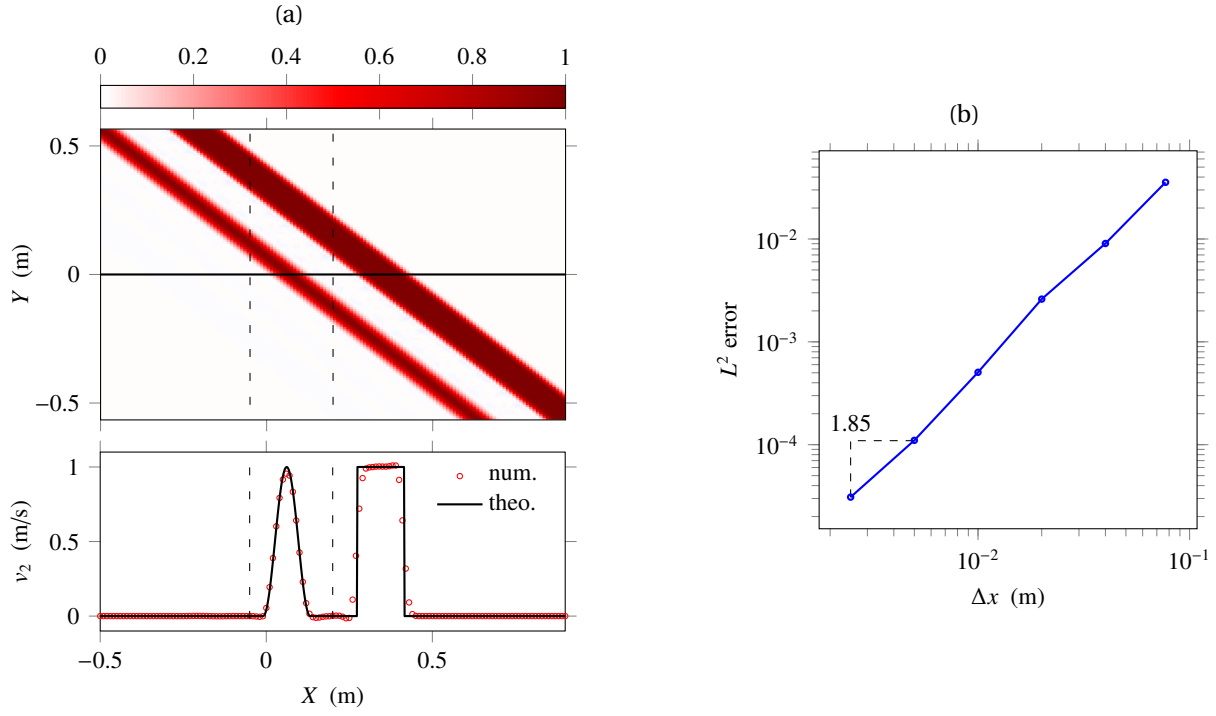 (a)
0 0.2 0.4 0.6 0.8 1
0.5
0
−0.5
Y (m)
1
0.5
0
v₂ (m/s)
num.
theo.
−0.5 0 0.5
X (m)
(b)
10⁻²
10⁻³
10⁻⁴
L² error
1.85
10⁻² 10⁻¹
Δx (m)